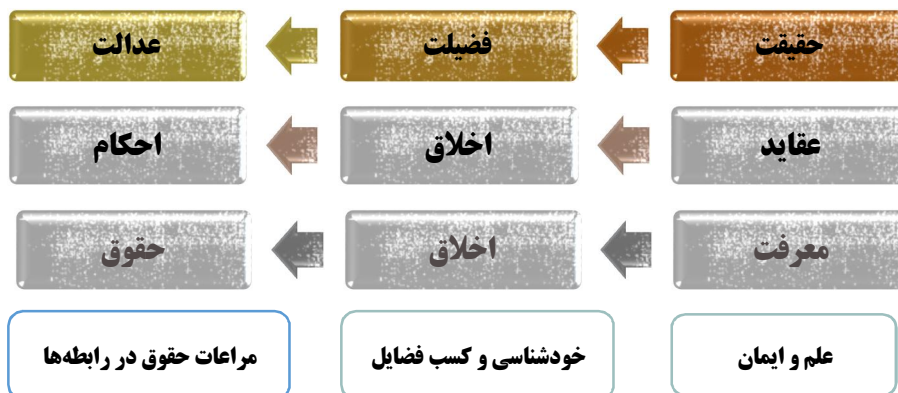 حقیقت
فضیلت
عدالت
عقاید
اخلاق
احکام
معرفت
اخلاق
حقوق
علم و ایمان
خودشناسی و کسب فضایل
مراعات حقوق در رابطه‌ها